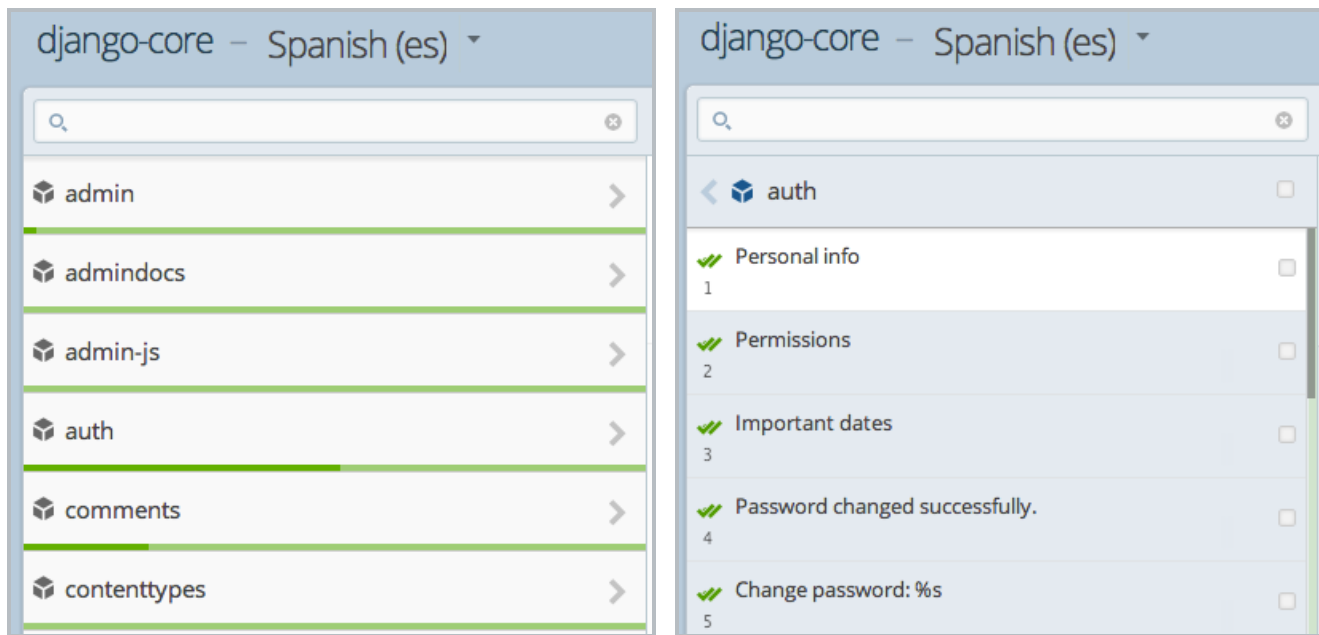 django-core – Spanish (es)
admin
admindocs
admin-js
auth
comments
contenttypes
django-core – Spanish (es)
auth
Personal info
1
Permissions
2
Important dates
3
Password changed successfully.
4
Change password: %s
5